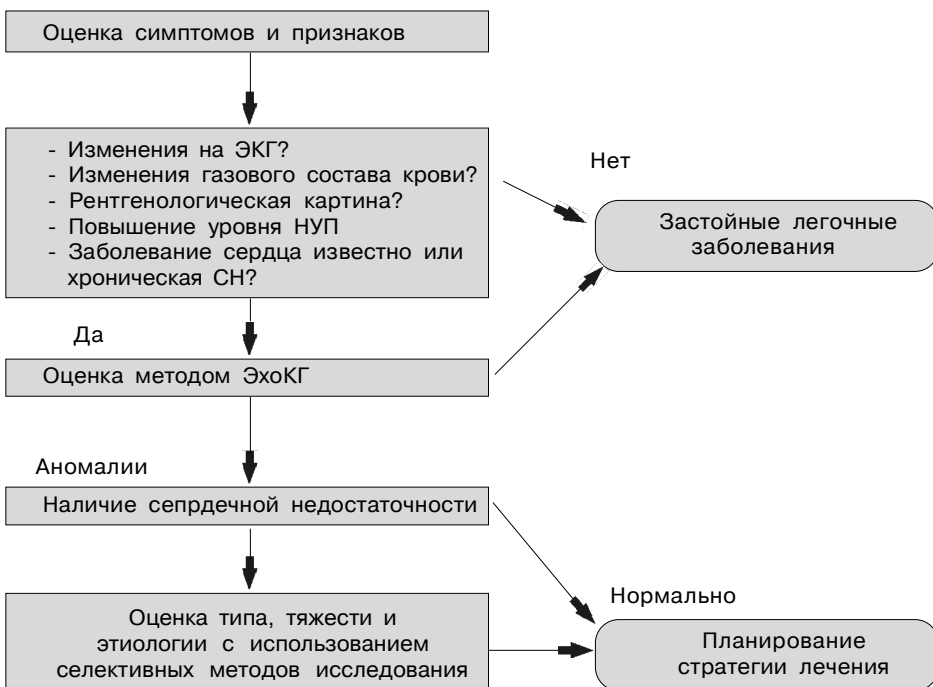 Оценка симптомов и признаков
- Изменения на ЭКГ?
- Изменения газового состава крови?
- Рентгенологическая картина?
- Повышение уровня НУП
- Заболевание сердца известно или
хроническая СН?
Нет
Застойные легочные
заболевания
Да
Оценка методом ЭхоКГ
Аномалии
Наличие сепрдечной недостаточности
Оценка типа, тяжести и
этиологии с использованием
селективных методов исследования
Нормально
Планирование
стратегии лечения